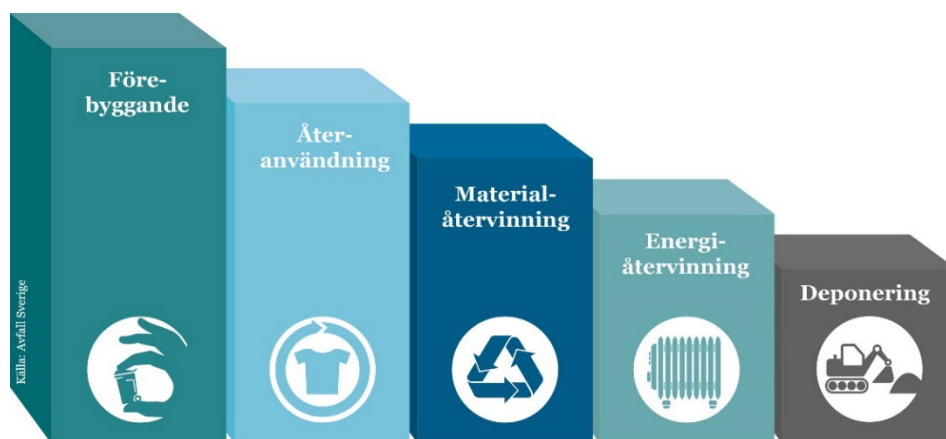 Före-
byggande
Åter-
användning
Material-
återvinning
Energi-
återvinning
Deponering
Källa: Avfall Sverige